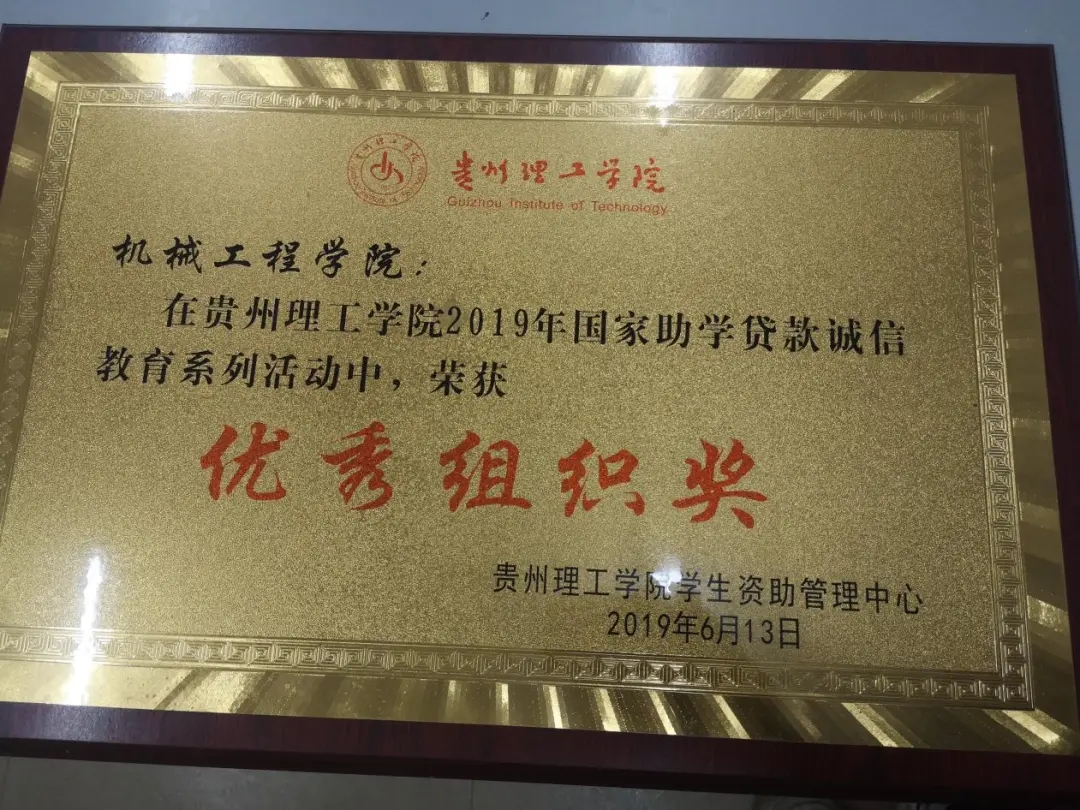 贵州理工学院
Guizhou Institute of Technology
机械工程学院：
在贵州理工学院2019年国家助学贷款诚信
教育系列活动中，荣获
优秀组织奖
贵州理工学院学生资助管理中心
2019年6月13日